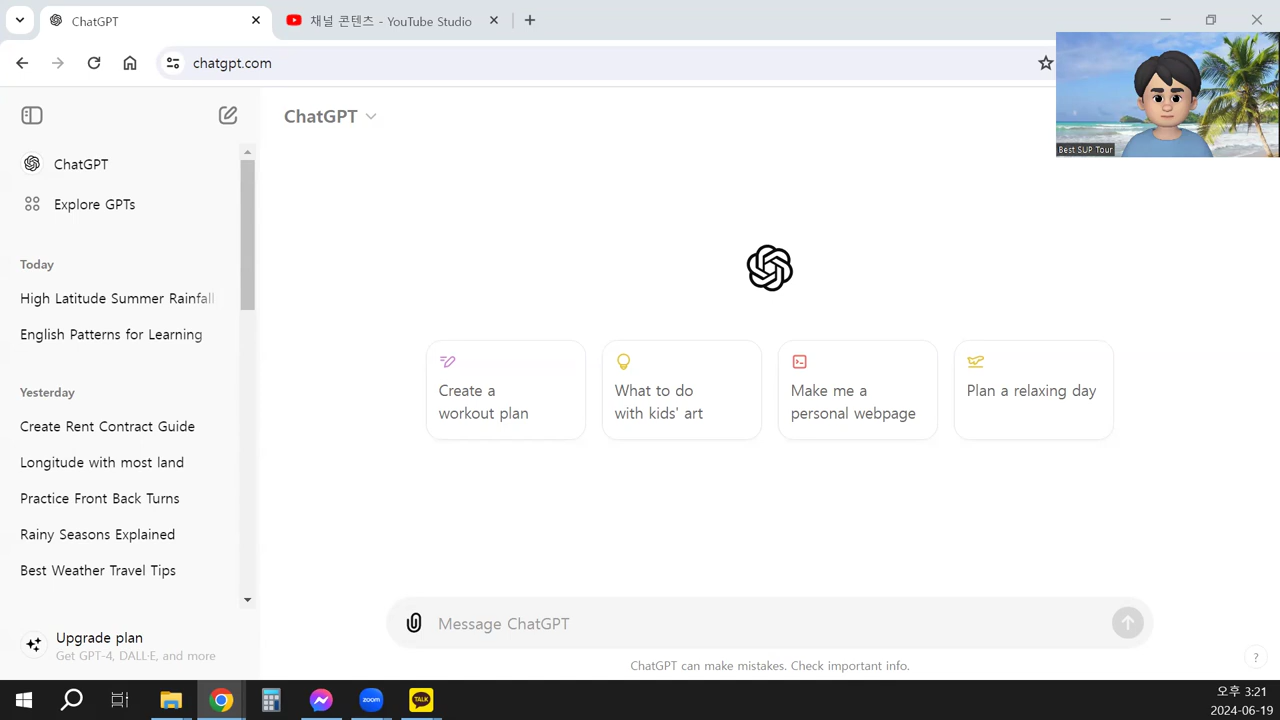 ChatGPT
채널 콘텐츠 - YouTube Studio
chatgpt.com
Best SUP Tour
ChatGPT
ChatGPT
Explore GPTs
Today
High Latitude Summer Rainfall
English Patterns for Learning
Yesterday
Create Rent Contract Guide
Longitude with most land
Practice Front Back Turns
Rainy Seasons Explained
Best Weather Travel Tips
Upgrade plan
Get GPT-4, DALL·E, and more
Create a
workout plan
What to do
with kids' art
Make me a
personal webpage
Plan a relaxing day
Message ChatGPT
ChatGPT can make mistakes. Check important info.
?
zoom
TALK
오후 3:21
2024-06-19